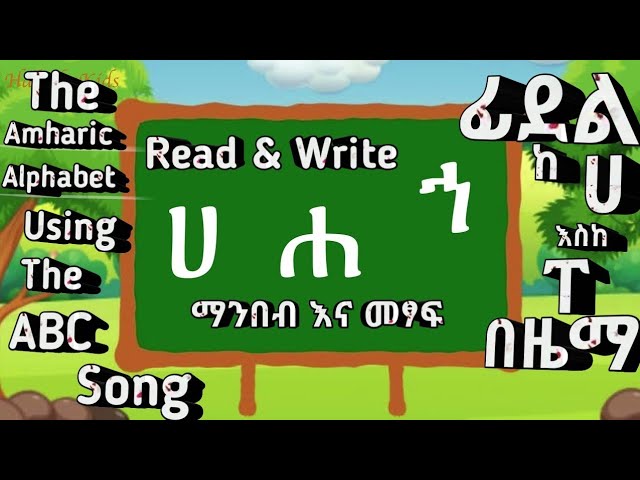 The
Amharic
Alphabet
Using
The
ABC
Song
Read & Write
ሀ ሐ ኀ
ማንበብ እና መፃፍ
ፊደል
ከ ሀ
እስከ
ፐ
በዜማ